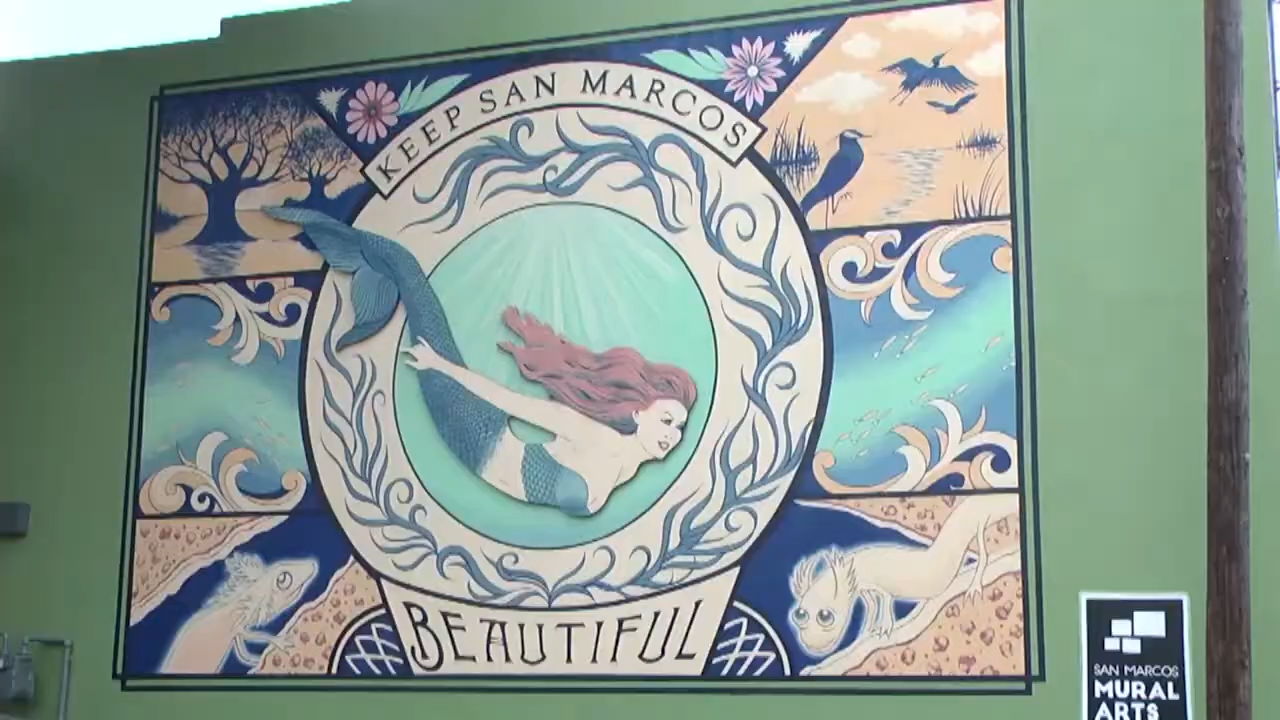 KEEP SAN MARCOS
BEAUTIFUL
SAN MARCOS
MURAL
ARTS